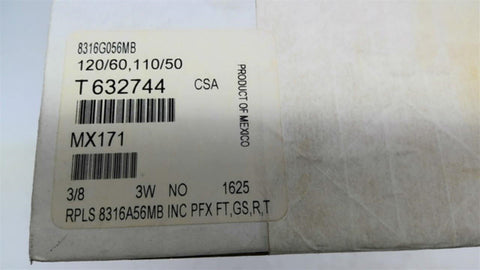 8316G056MB
120/60,110/50
T 632744 CSA
PRODUCT OF MEXICO
MX171
3/8 3W NO 1625
RPLS 8316A56MB INC PFX FT,GS,R,T